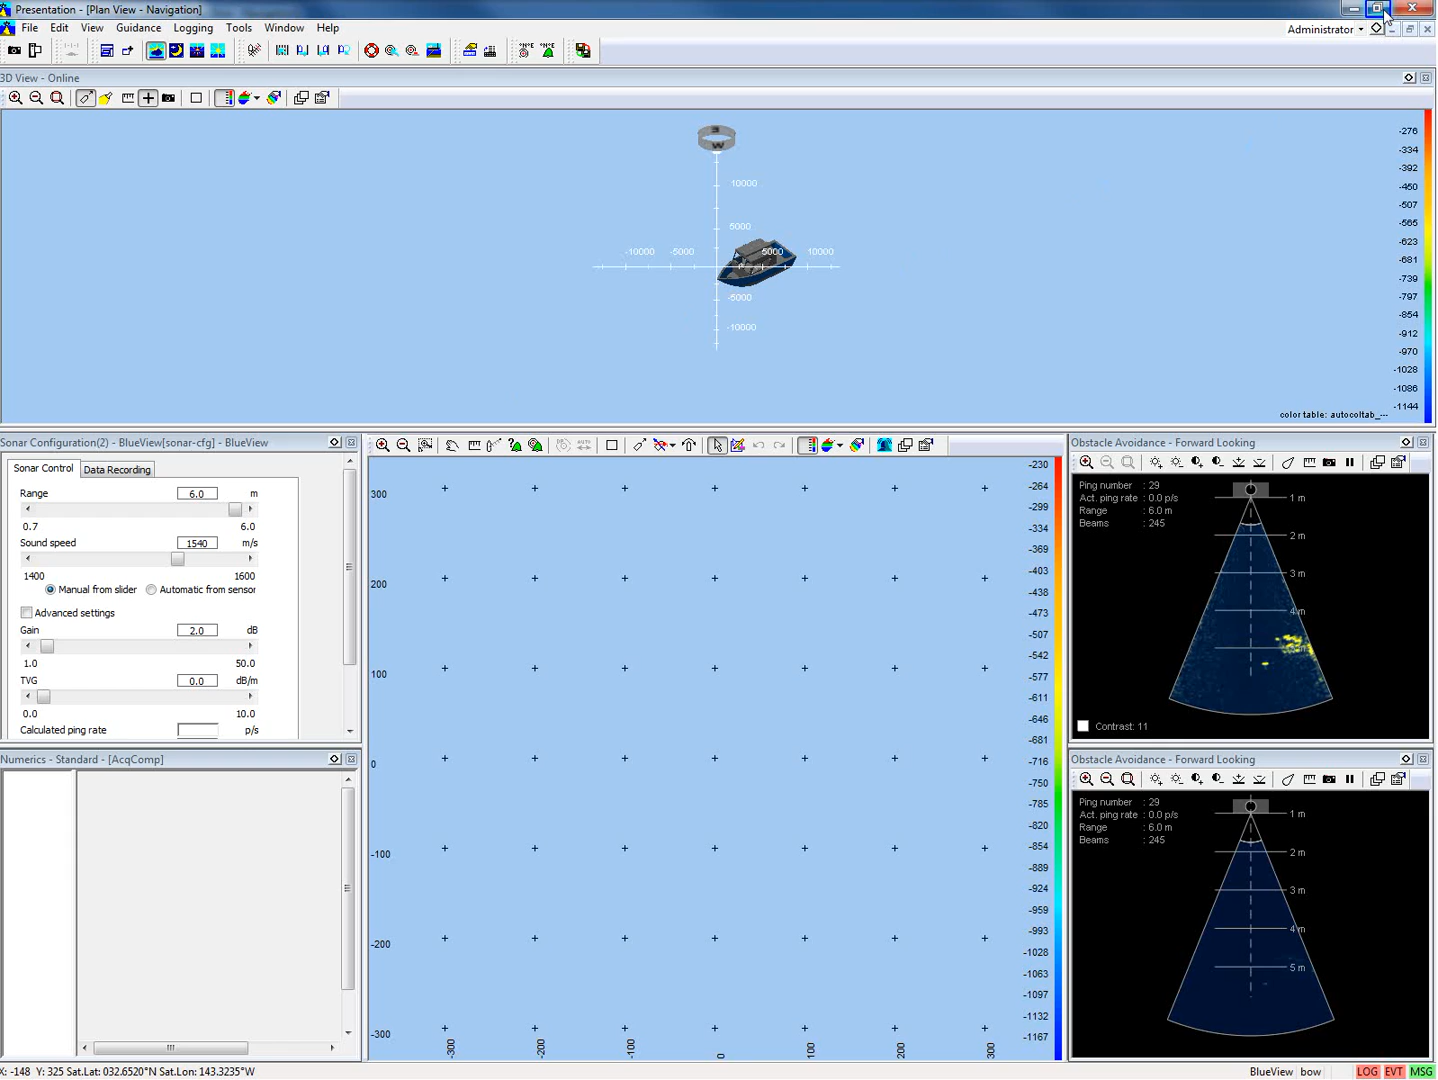 Presentation - [Plan View - Navigation]
File Edit View Guidance Logging Tools Window Help
Administrator
3D View - Online
10000
5000
-10000 -5000 5000 10000
-5000
-10000
W
-276
-334
-392
-450
-507
-565
-623
-681
-739
-797
-854
-912
-970
-1028
-1086
-1144
color table: autocoltab_---
Sonar Configuration(2) - BlueView[sonar-cfg] - BlueView
Sonar Control Data Recording
Range 6.0 m
0.7 6.0
Sound speed 1540 m/s
1400 1600
Manual from slider Automatic from sensor
Advanced settings
Gain 2.0 dB
1.0 50.0
TVG 0.0 dB/m
0.0 10.0
Calculated ping rate p/s
Numerics - Standard - [AcqComp]
AUTO
300
200
100
0
-100
-200
-300
-300 -200 -100 0 100 200 300
-230
-264
-299
-334
-369
-403
-438
-473
-507
-542
-577
-611
-646
-681
-716
-750
-785
-820
-854
-889
-924
-959
-993
-1028
-1063
-1097
-1132
-1167
Obstacle Avoidance - Forward Looking
Ping number : 29
Act. ping rate : 0.0 p/s
Range : 6.0 m
Beams : 245
1 m
2 m
3 m
4 m
Contrast: 11
Obstacle Avoidance - Forward Looking
Ping number : 29
Act. ping rate : 0.0 p/s
Range : 6.0 m
Beams : 245
1 m
2 m
3 m
4 m
5 m
X: -148 Y: 325 Sat.Lat: 032.6520°N Sat.Lon: 143.3235°W
BlueView bow LOG EVT MSG